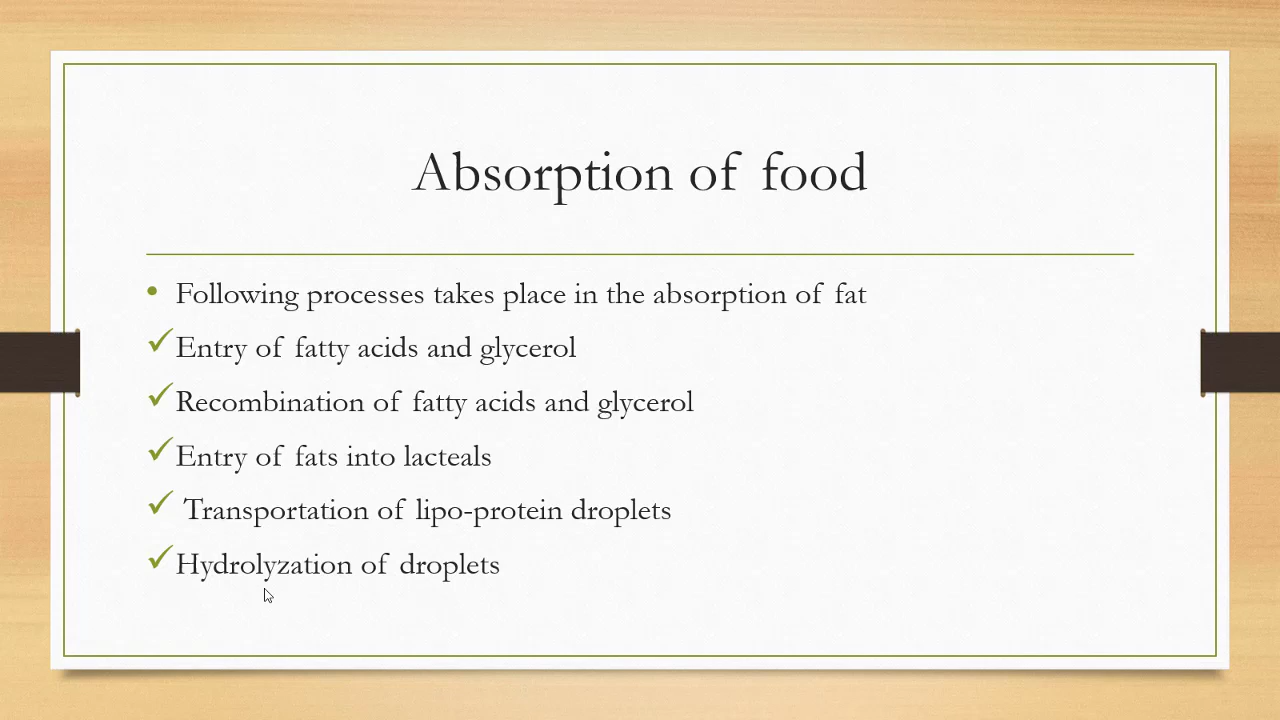 Absorption of food
• Following processes takes place in the absorption of fat
✓Entry of fatty acids and glycerol
✓Recombination of fatty acids and glycerol
✓Entry of fats into lacteals
✓ Transportation of lipo-protein droplets
✓Hydrolyzation of droplets